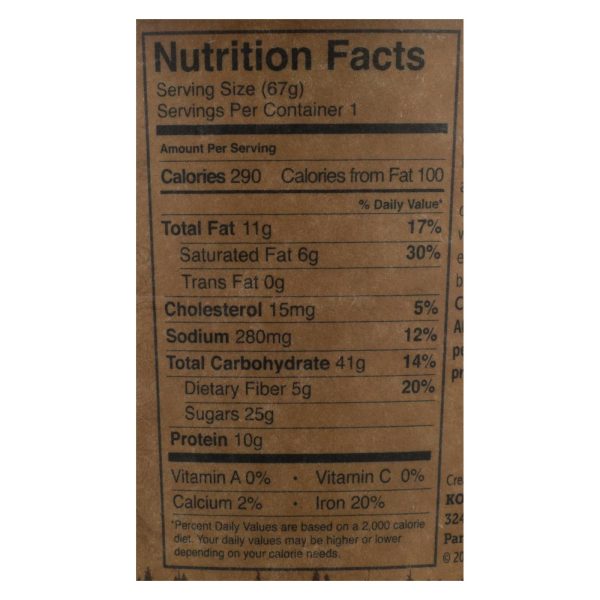 Nutrition Facts
Serving Size (67g)
Servings Per Container 1
Amount Per Serving
Calories 290 Calories from Fat 100
% Daily Value*
Total Fat 11g 17%
Saturated Fat 6g 30%
Trans Fat 0g
Cholesterol 15mg 5%
Sodium 280mg 12%
Total Carbohydrate 41g 14%
Dietary Fiber 5g 20%
Sugars 25g
Protein 10g
Vitamin A 0% • Vitamin C 0%
Calcium 2% • Iron 20%
*Percent Daily Values are based on a 2,000 calorie
diet. Your daily values may be higher or lower
depending on your calorie needs.